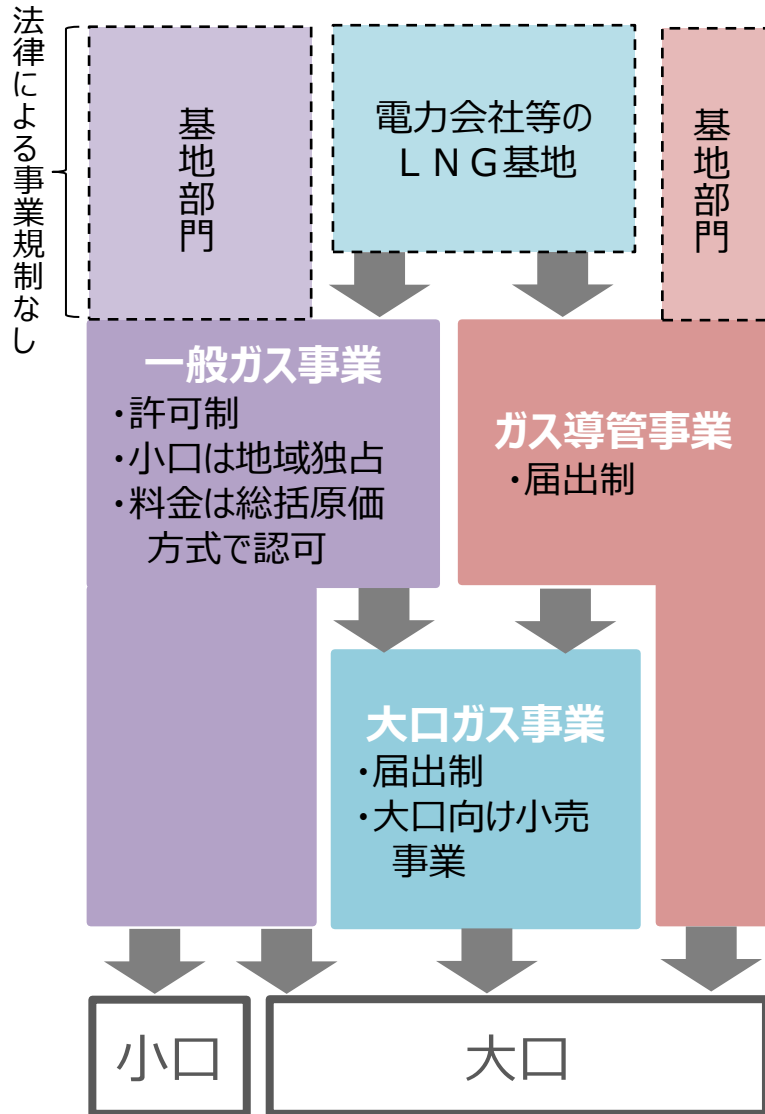 法律による事業規制なし
基地部門
電力会社等の
ＬＮＧ基地
基地部門
一般ガス事業
・許可制
・小口は地域独占
・料金は総括原価
方式で認可
ガス導管事業
・届出制
大口ガス事業
・届出制
・大口向け小売
事業
小口
大口